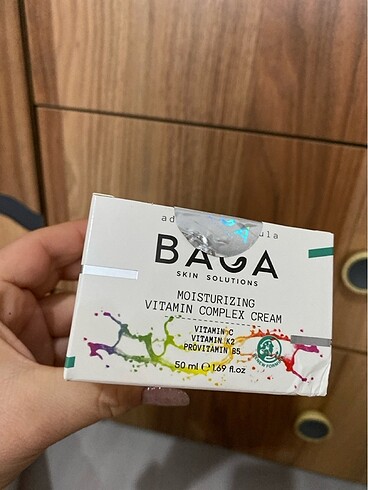 BAGA
SKIN SOLUTIONS
MOISTURIZING
VITAMIN COMPLEX CREAM
VITAMIN C
VITAMIN K2
PROVITAMIN B5
50 ml ℮ 1.69 fl.oz